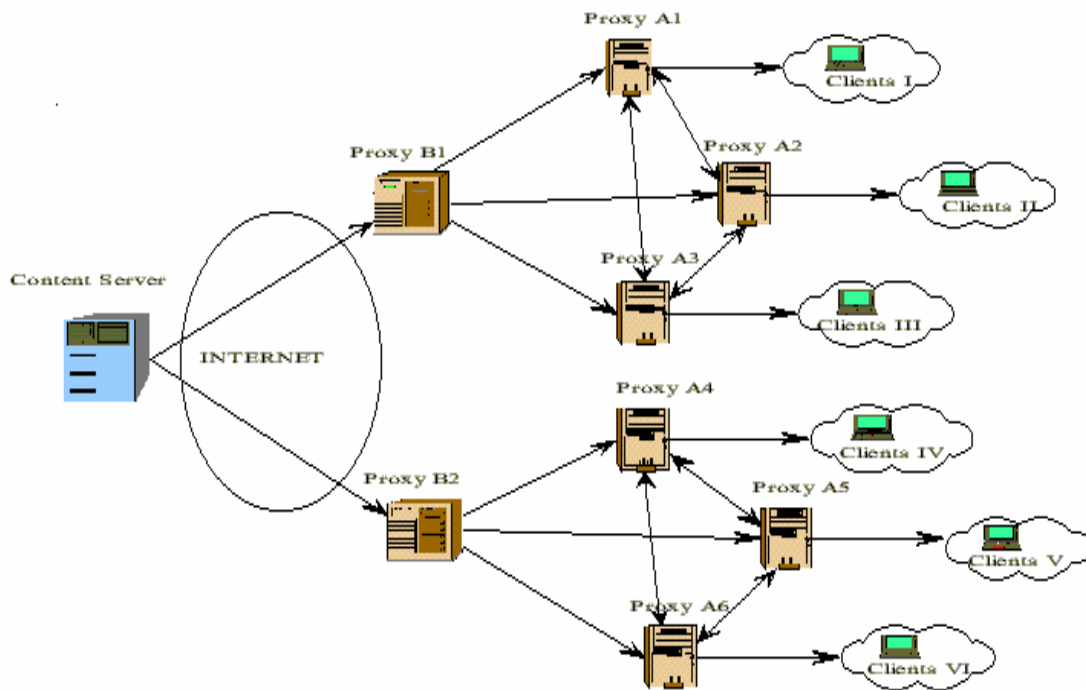 Proxy A1
Clients I
Proxy B1
Proxy A2
Clients II
Proxy A3
Content Server
Clients III
INTERNET
Proxy A4
Clients IV
Proxy B2
Proxy A5
Clients V
Proxy A6
Clients VI